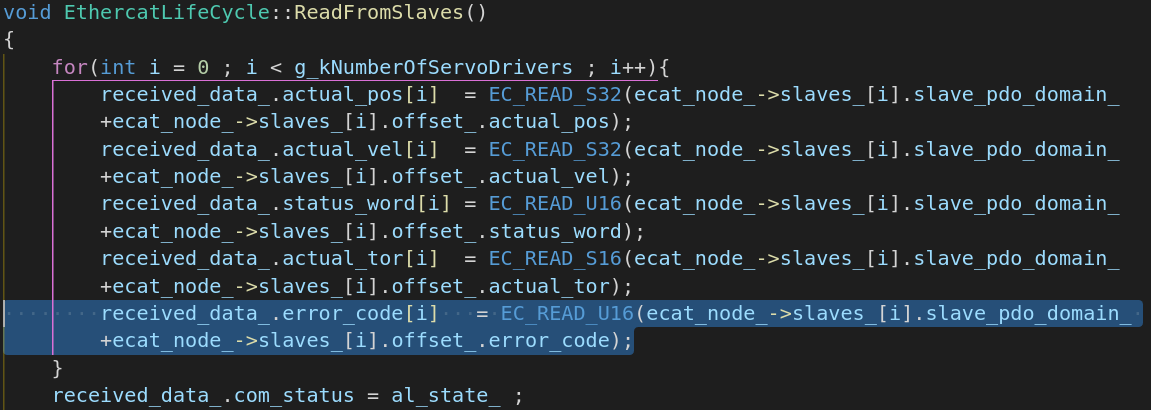 void EthercatLifeCycle::ReadFromSlaves()
{
    for(int i = 0 ; i < g_kNumberOfServoDrivers ; i++){
        received_data_.actual_pos[i]  = EC_READ_S32(ecat_node_->slaves_[i].slave_pdo_domain_
        +ecat_node_->slaves_[i].offset_.actual_pos);
        received_data_.actual_vel[i]  = EC_READ_S32(ecat_node_->slaves_[i].slave_pdo_domain_
        +ecat_node_->slaves_[i].offset_.actual_vel);
        received_data_.status_word[i] = EC_READ_U16(ecat_node_->slaves_[i].slave_pdo_domain_
        +ecat_node_->slaves_[i].offset_.status_word);
        received_data_.actual_tor[i]  = EC_READ_S16(ecat_node_->slaves_[i].slave_pdo_domain_
        +ecat_node_->slaves_[i].offset_.actual_tor);
        received_data_.error_code[i]   = EC_READ_U16(ecat_node_->slaves_[i].slave_pdo_domain_
        +ecat_node_->slaves_[i].offset_.error_code);
    }
    received_data_.com_status = al_state_ ;